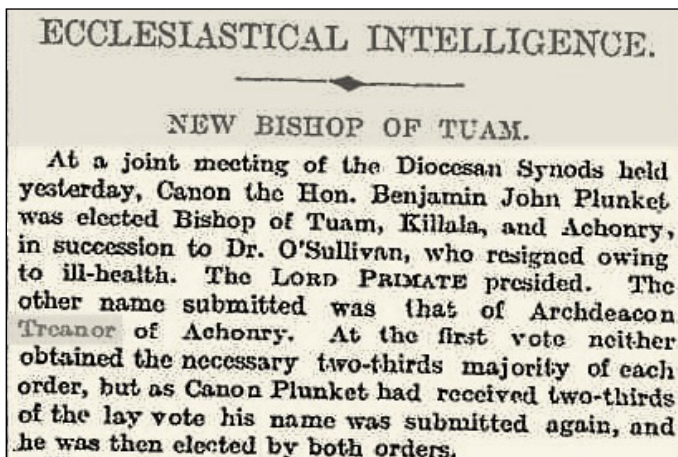 ECCLESIASTICAL INTELLIGENCE.
NEW BISHOP OF TUAM.
At a joint meeting of the Diocesan Synods held
yesterday, Canon the Hon. Benjamin John Plunket
was elected Bishop of Tuam, Killala, and Achonry,
in succession to Dr. O'Sullivan, who resigned owing
to ill-health. The LORD PRIMATE presided. The
other name submitted was that of Archdeacon
Treanor of Achonry. At the first vote neither
obtained the necessary two-thirds majority of each
order, but as Canon Plunket had received two-thirds
of the lay vote his name was submitted again, and
he was then elected by both orders.